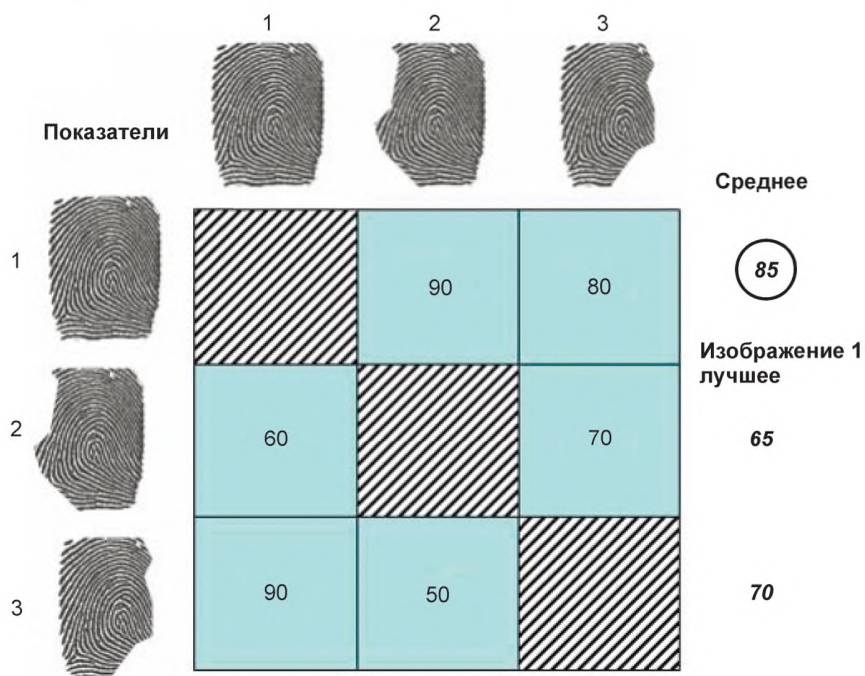 1 2 3
Показатели
Среднее
1 90 80 85
Изображение 1
лучшее
2 60 70 65
3 90 50 70